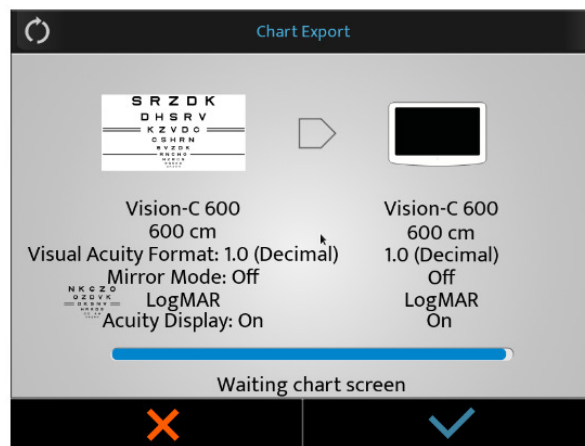 Chart Export
S R Z D K
D H S R V
K Z V D C
C S H R N
S V Z D K
Vision-C 600
600 cm
Visual Acuity Format: 1.0 (Decimal)
Mirror Mode: Off
LogMAR
Acuity Display: On
N K C Z O
O Z D V K
D K S N V
H K R O S
Vision-C 600
600 cm
1.0 (Decimal)
Off
LogMAR
On
Waiting chart screen